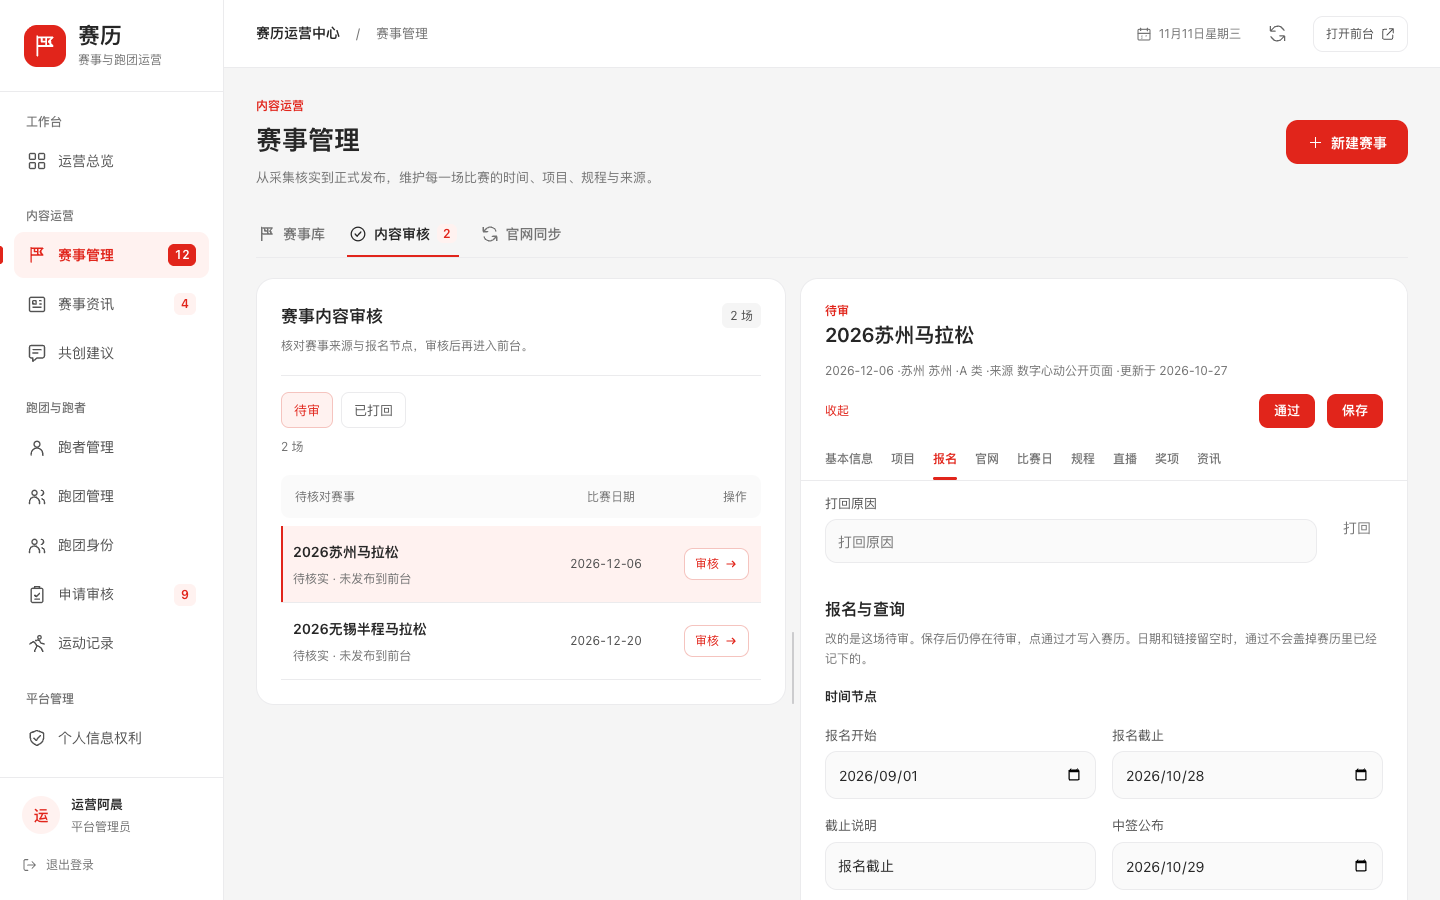 赛历
赛事与跑团运营
工作台
运营总览
内容运营
赛事管理 12
赛事资讯 4
共创建议
跑团与跑者
跑者管理
跑团管理
跑团身份
申请审核 9
运动记录
平台管理
个人信息权利
运 运营阿晨
平台管理员
退出登录
赛历运营中心 / 赛事管理
11月11日星期三
打开前台
内容运营
赛事管理
从采集核实到正式发布，维护每一场比赛的时间、项目、规程与来源。
新建赛事
赛事库 内容审核 2 官网同步
赛事内容审核 2 场
核对赛事来源与报名节点，审核后再进入前台。
待审 已打回
2 场
待核对赛事 比赛日期 操作
2026苏州马拉松
待核实 · 未发布到前台
2026-12-06 审核 →
2026无锡半程马拉松
待核实 · 未发布到前台
2026-12-20 审核 →
待审
2026苏州马拉松
2026-12-06 ·苏州 苏州 ·A 类 ·来源 数字心动公开页面 ·更新于 2026-10-27
收起 通过 保存
基本信息 项目 报名 官网 比赛日 规程 直播 奖项 资讯
打回原因
打回原因 打回
报名与查询
改的是这场待审。保存后仍停在待审，点通过才写入赛历。日期和链接留空时，通过不会盖掉赛历里已经
记下的。
时间节点
报名开始 报名截止
2026/09/01 2026/10/28
截止说明 中签公布
报名截止 2026/10/29